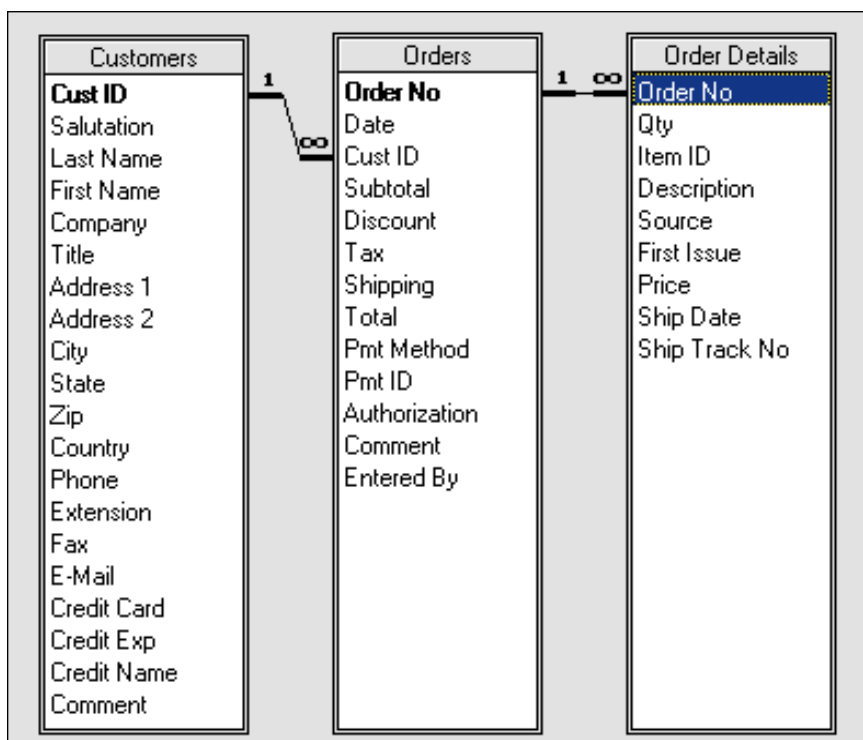 Customers
Cust ID
Salutation
Last Name
First Name
Company
Title
Address 1
Address 2
City
State
Zip
Country
Phone
Extension
Fax
E-Mail
Credit Card
Credit Exp
Credit Name
Comment
1
∞
Orders
Order No
Date
Cust ID
Subtotal
Discount
Tax
Shipping
Total
Pmt Method
Pmt ID
Authorization
Comment
Entered By
1 ∞
Order Details
Order No
Qty
Item ID
Description
Source
First Issue
Price
Ship Date
Ship Track No